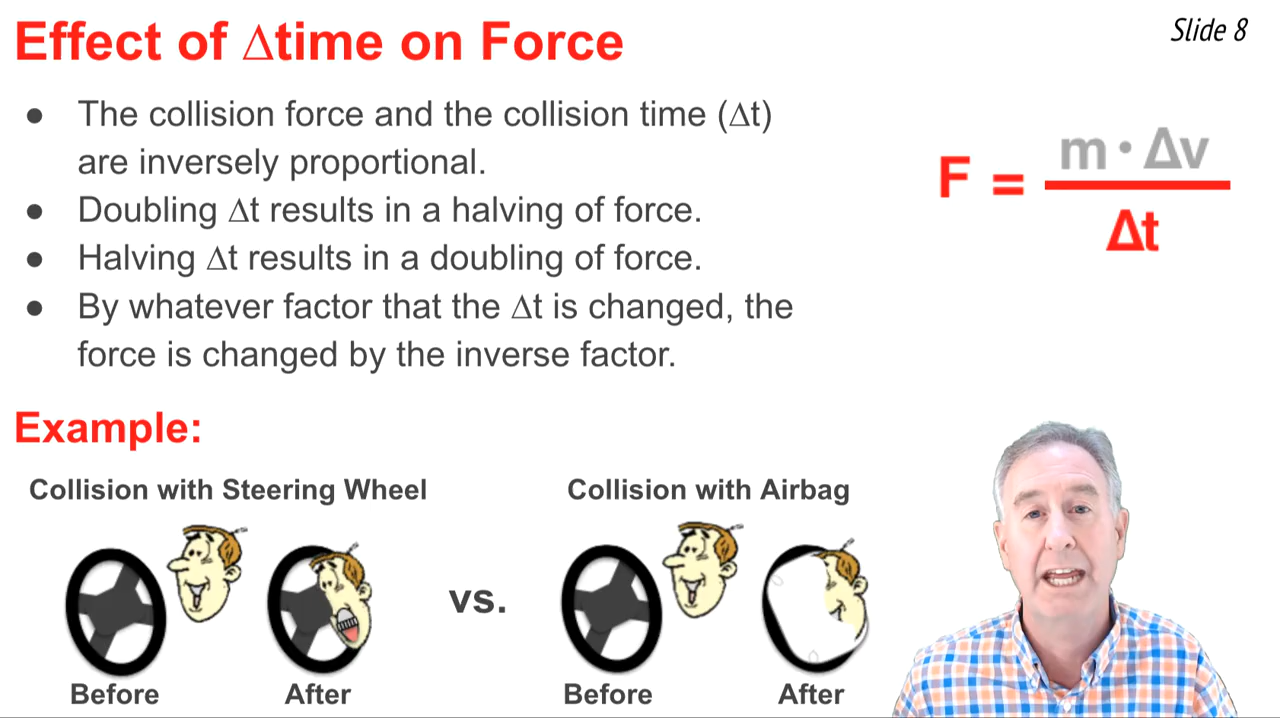 Effect of Δtime on Force
Slide 8
● The collision force and the collision time (Δt)
are inversely proportional.
● Doubling Δt results in a halving of force.
● Halving Δt results in a doubling of force.
● By whatever factor that the Δt is changed, the
force is changed by the inverse factor.
m • Δv
F =
Δt
Example:
Collision with Steering Wheel
Collision with Airbag
vs.
Before
After
Before
After